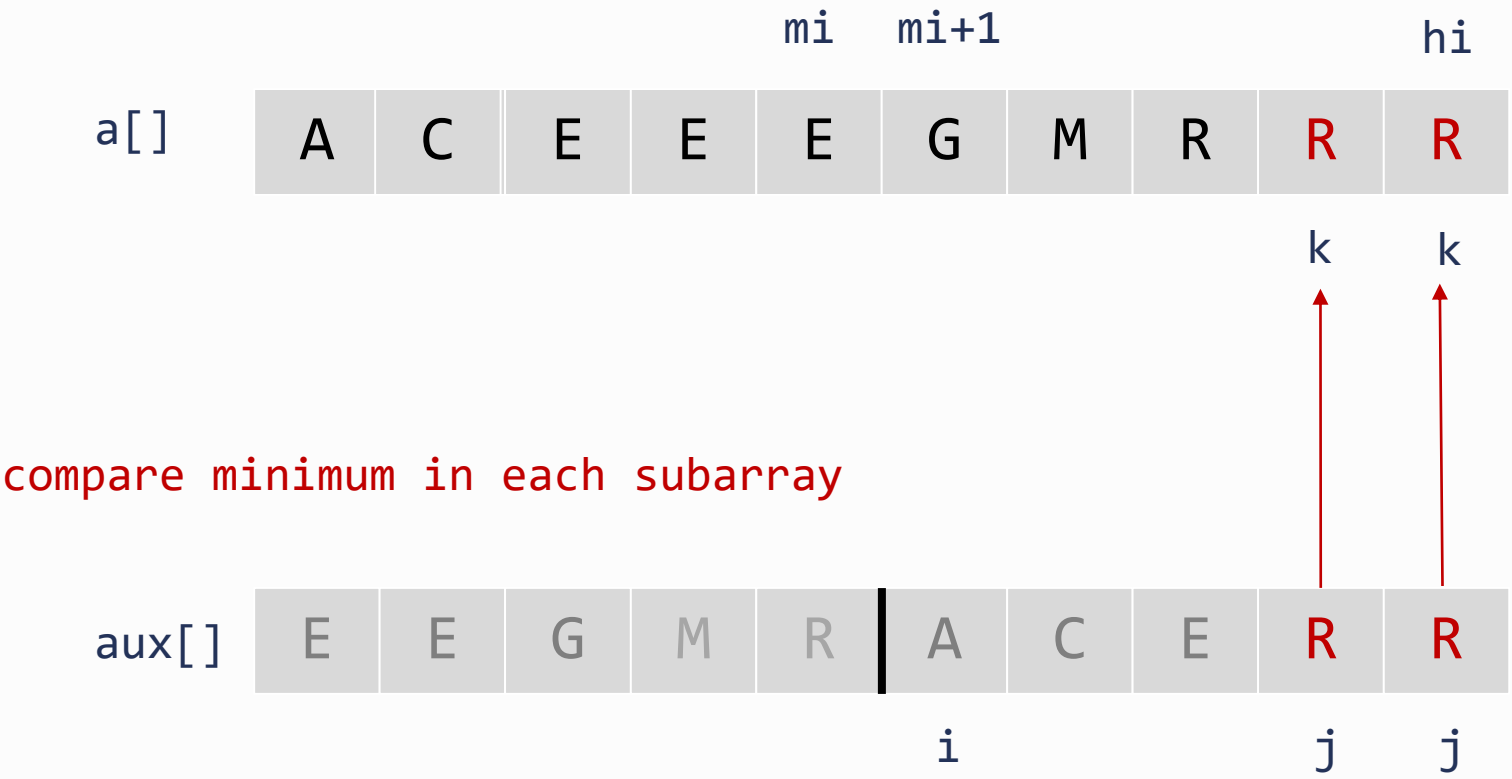 mi mi+1 hi
a[] A C E E E G M R R R
k k
compare minimum in each subarray
aux[] E E G M R A C E R R
i j j